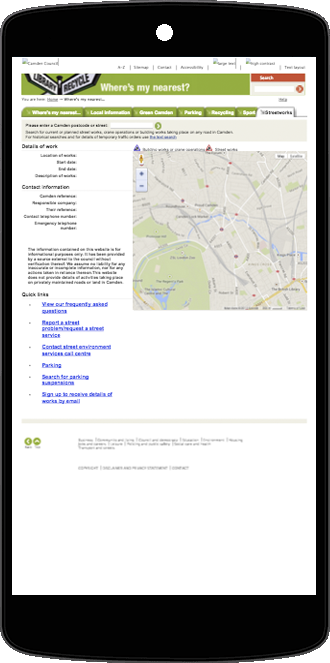 Camden Council
A-Z Sitemap Contact Accessibility large text high contrast Text layout
LIBRARY RECYCLE
Where's my nearest?
Search
You are here: Home > Where's my nearest...
Help
Where's my nearest... Local information Green Camden Parking Recycling Sport Streetworks
Please enter a Camden postcode or street:
Search for current or planned street works, crane operations or building works taking place on any road in Camden.
For historical searches and for details of temporary traffic orders use the text search.
Details of work
Building works or crane operations Street works
Location of works:
Start date:
End date:
Description of works:
Map Satellite
Contact information
Camden reference:
Responsible company:
Their reference:
Contact telephone number:
Emergency telephone
number:
The information contained on this website is for
informational purposes only. It has been provided
by a source external to the council without
verification thereof. We assume no liability for any
inaccurate or incomplete information, nor for any
actions taken in reliance thereon. This website
does not provide details of activities taking place
on privately maintained roads or land in Camden
Quick links
View our frequently asked
questions
Report a street
problem/request a street
service
Contact street environment
services call centre
Parking
Search for parking
suspensions
Sign up to receive details of
works by email
COPYRIGHT DISCLAIMER AND PRIVACY STATEMENT CONTACT